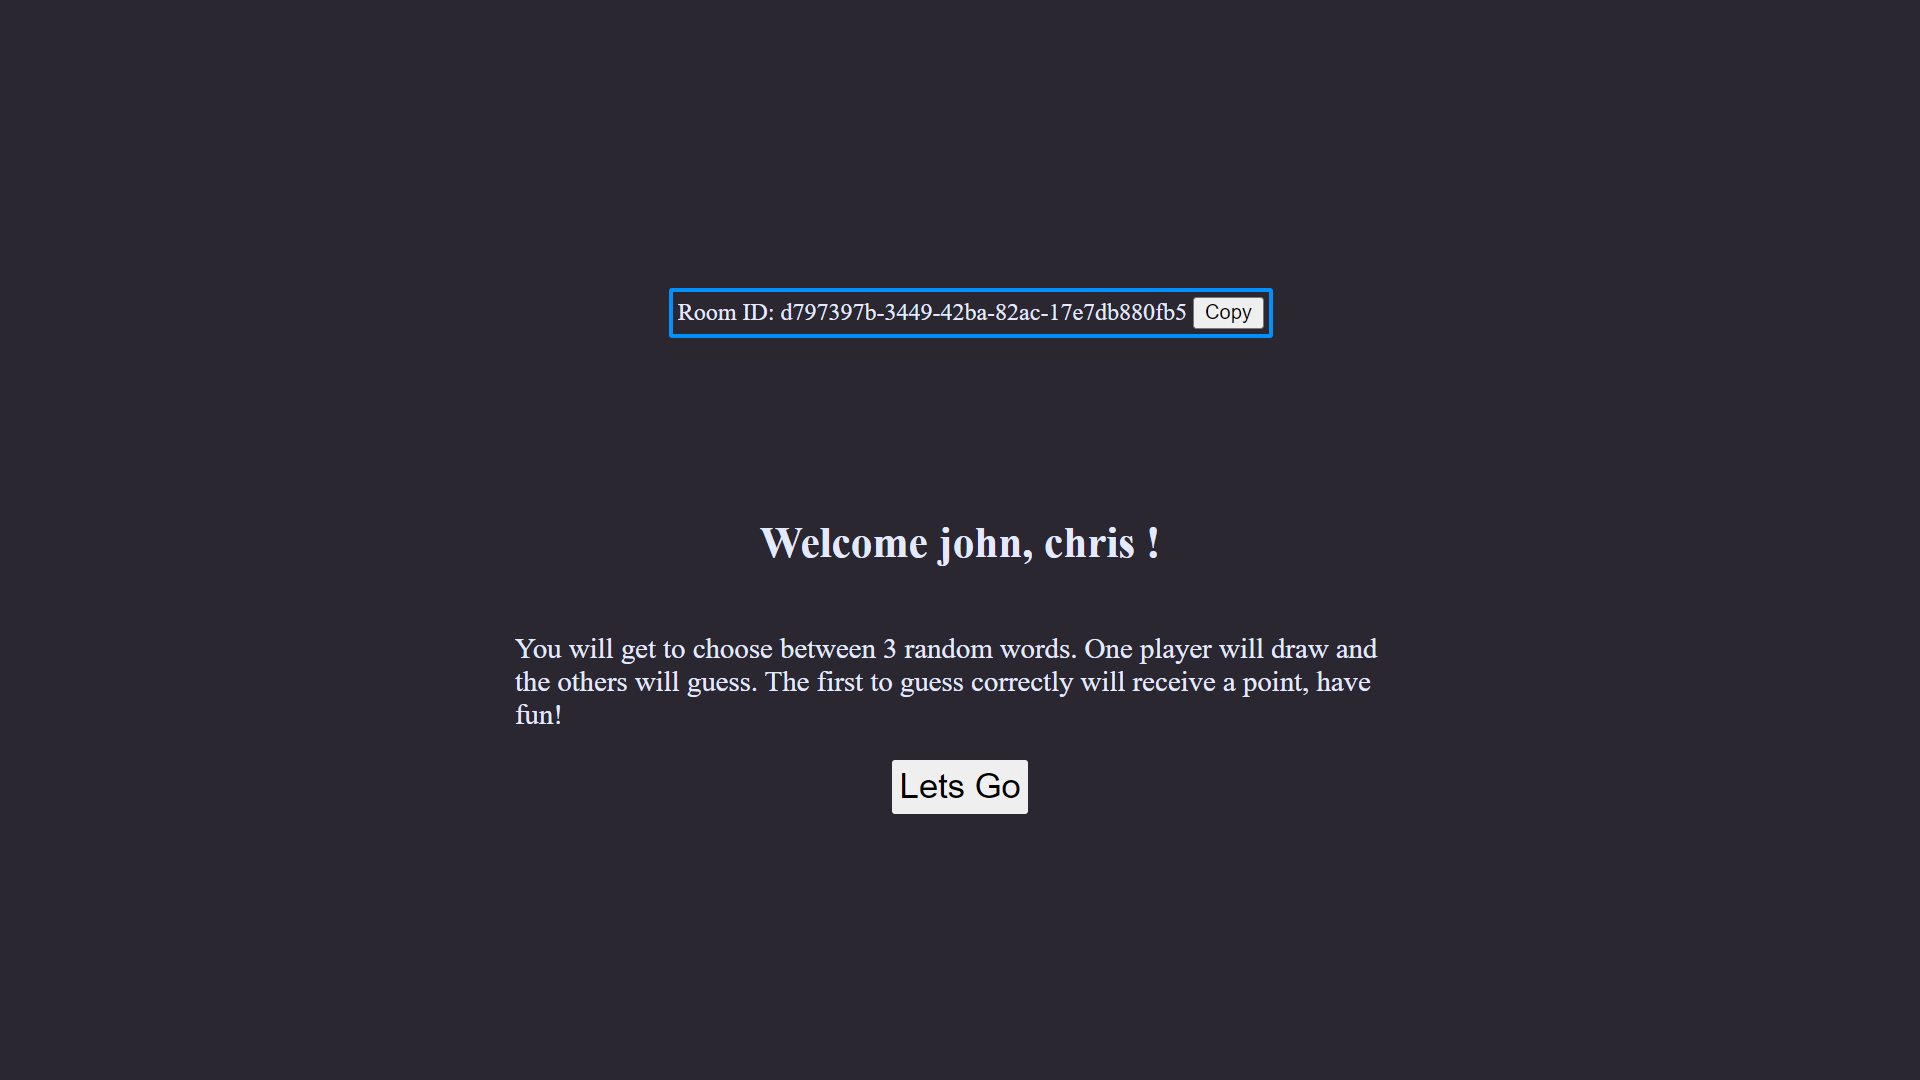 Room ID: d797397b-3449-42ba-82ac-17e7db880fb5 Copy
Welcome john, chris !
You will get to choose between 3 random words. One player will draw and
the others will guess. The first to guess correctly will receive a point, have
fun!
Lets Go